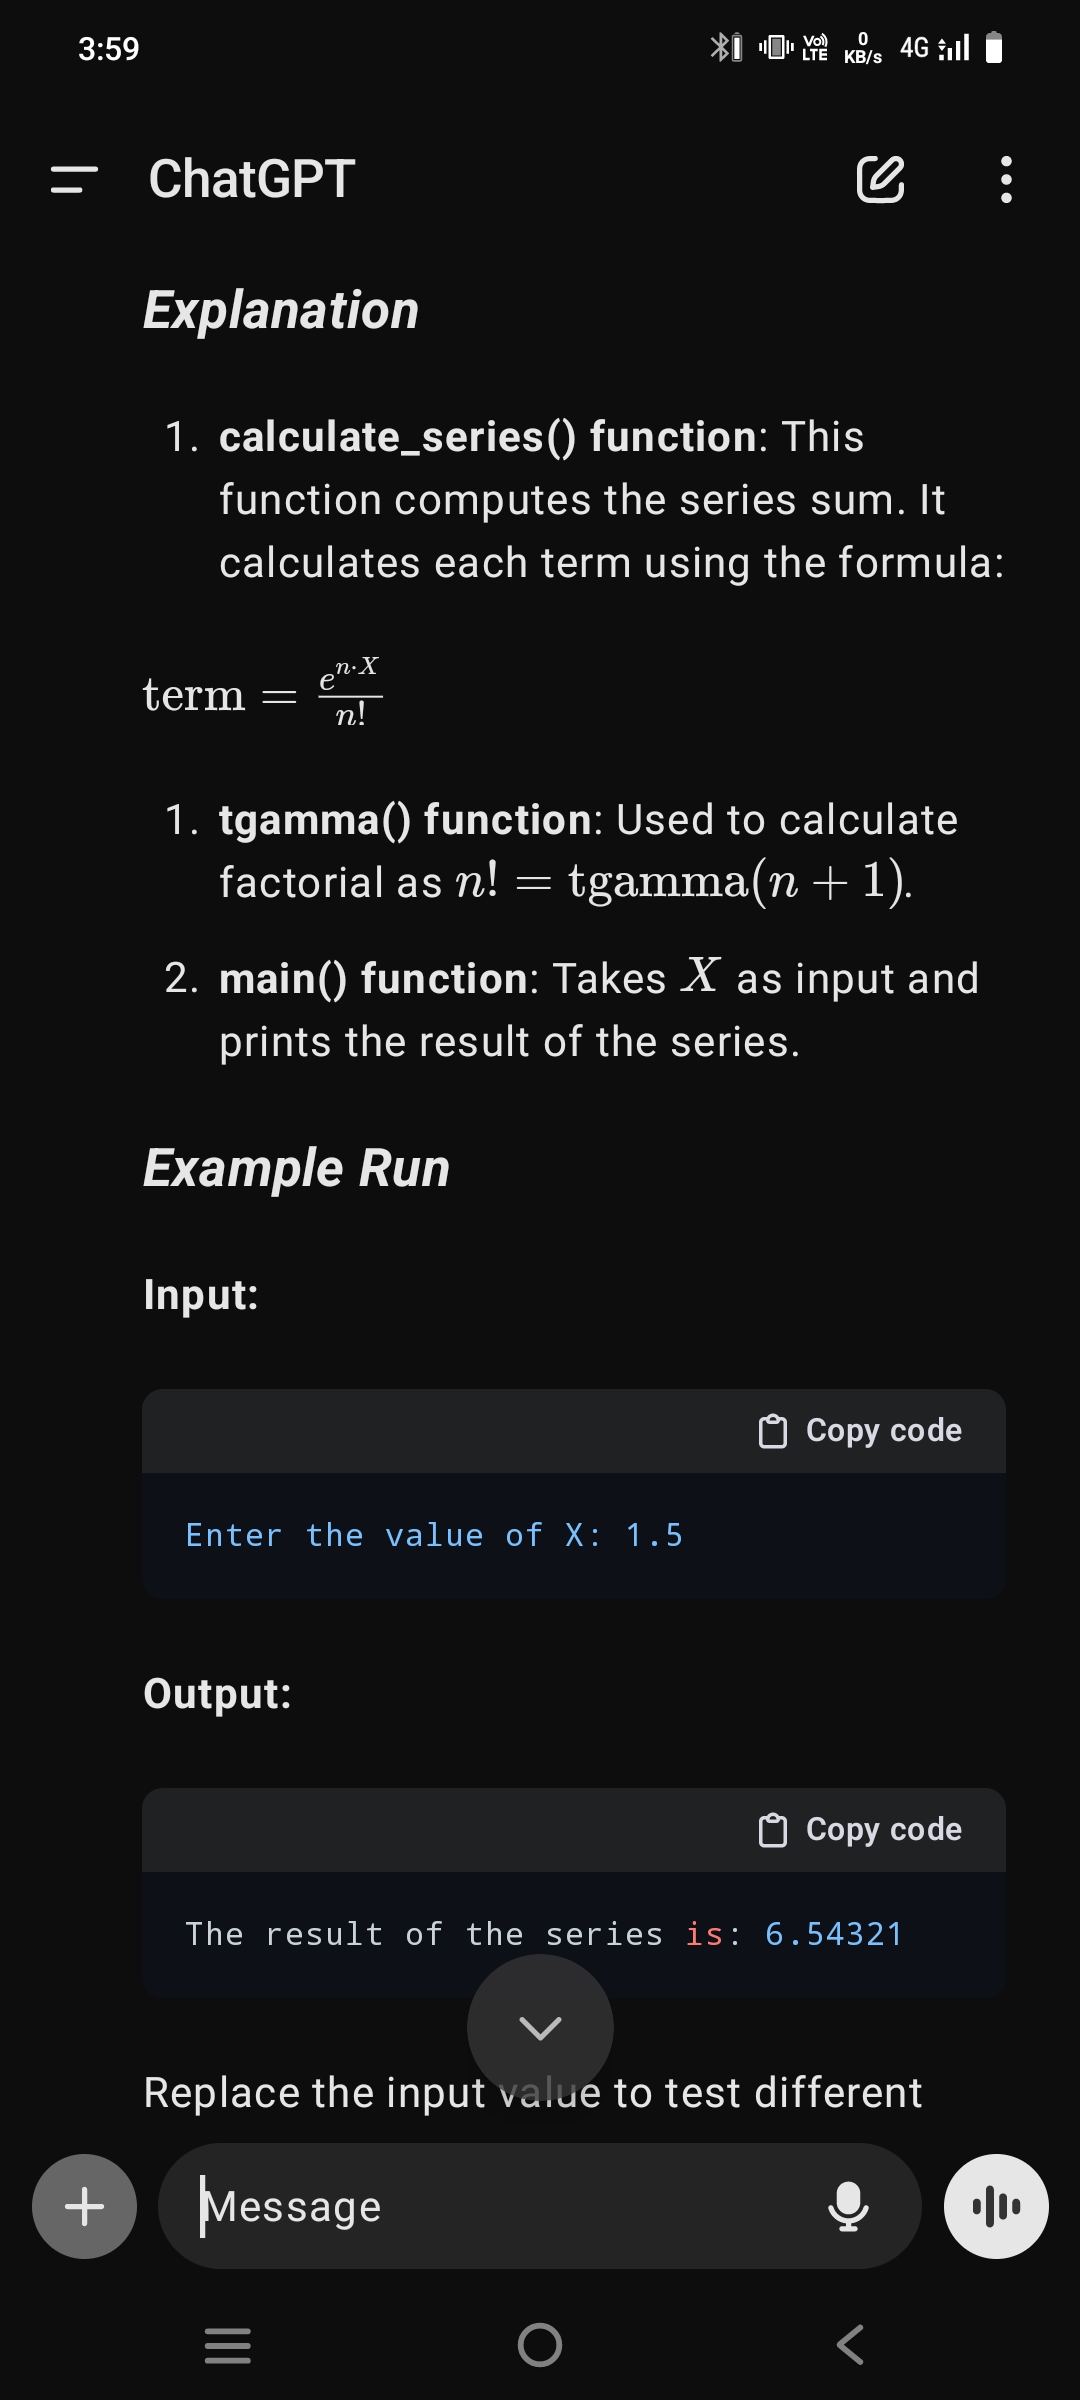 3:59
Vo)) LTE
0 KB/s
4G
ChatGPT
Explanation
1. calculate_series() function: This
function computes the series sum. It
calculates each term using the formula:
term = e^{n·X} / n!
1. tgamma() function: Used to calculate
factorial as n! = tgamma(n + 1).
2. main() function: Takes X as input and
prints the result of the series.
Example Run
Input:
Copy code
Enter the value of X: 1.5
Output:
Copy code
The result of the series is: 6.54321
Replace the input value to test different
Message